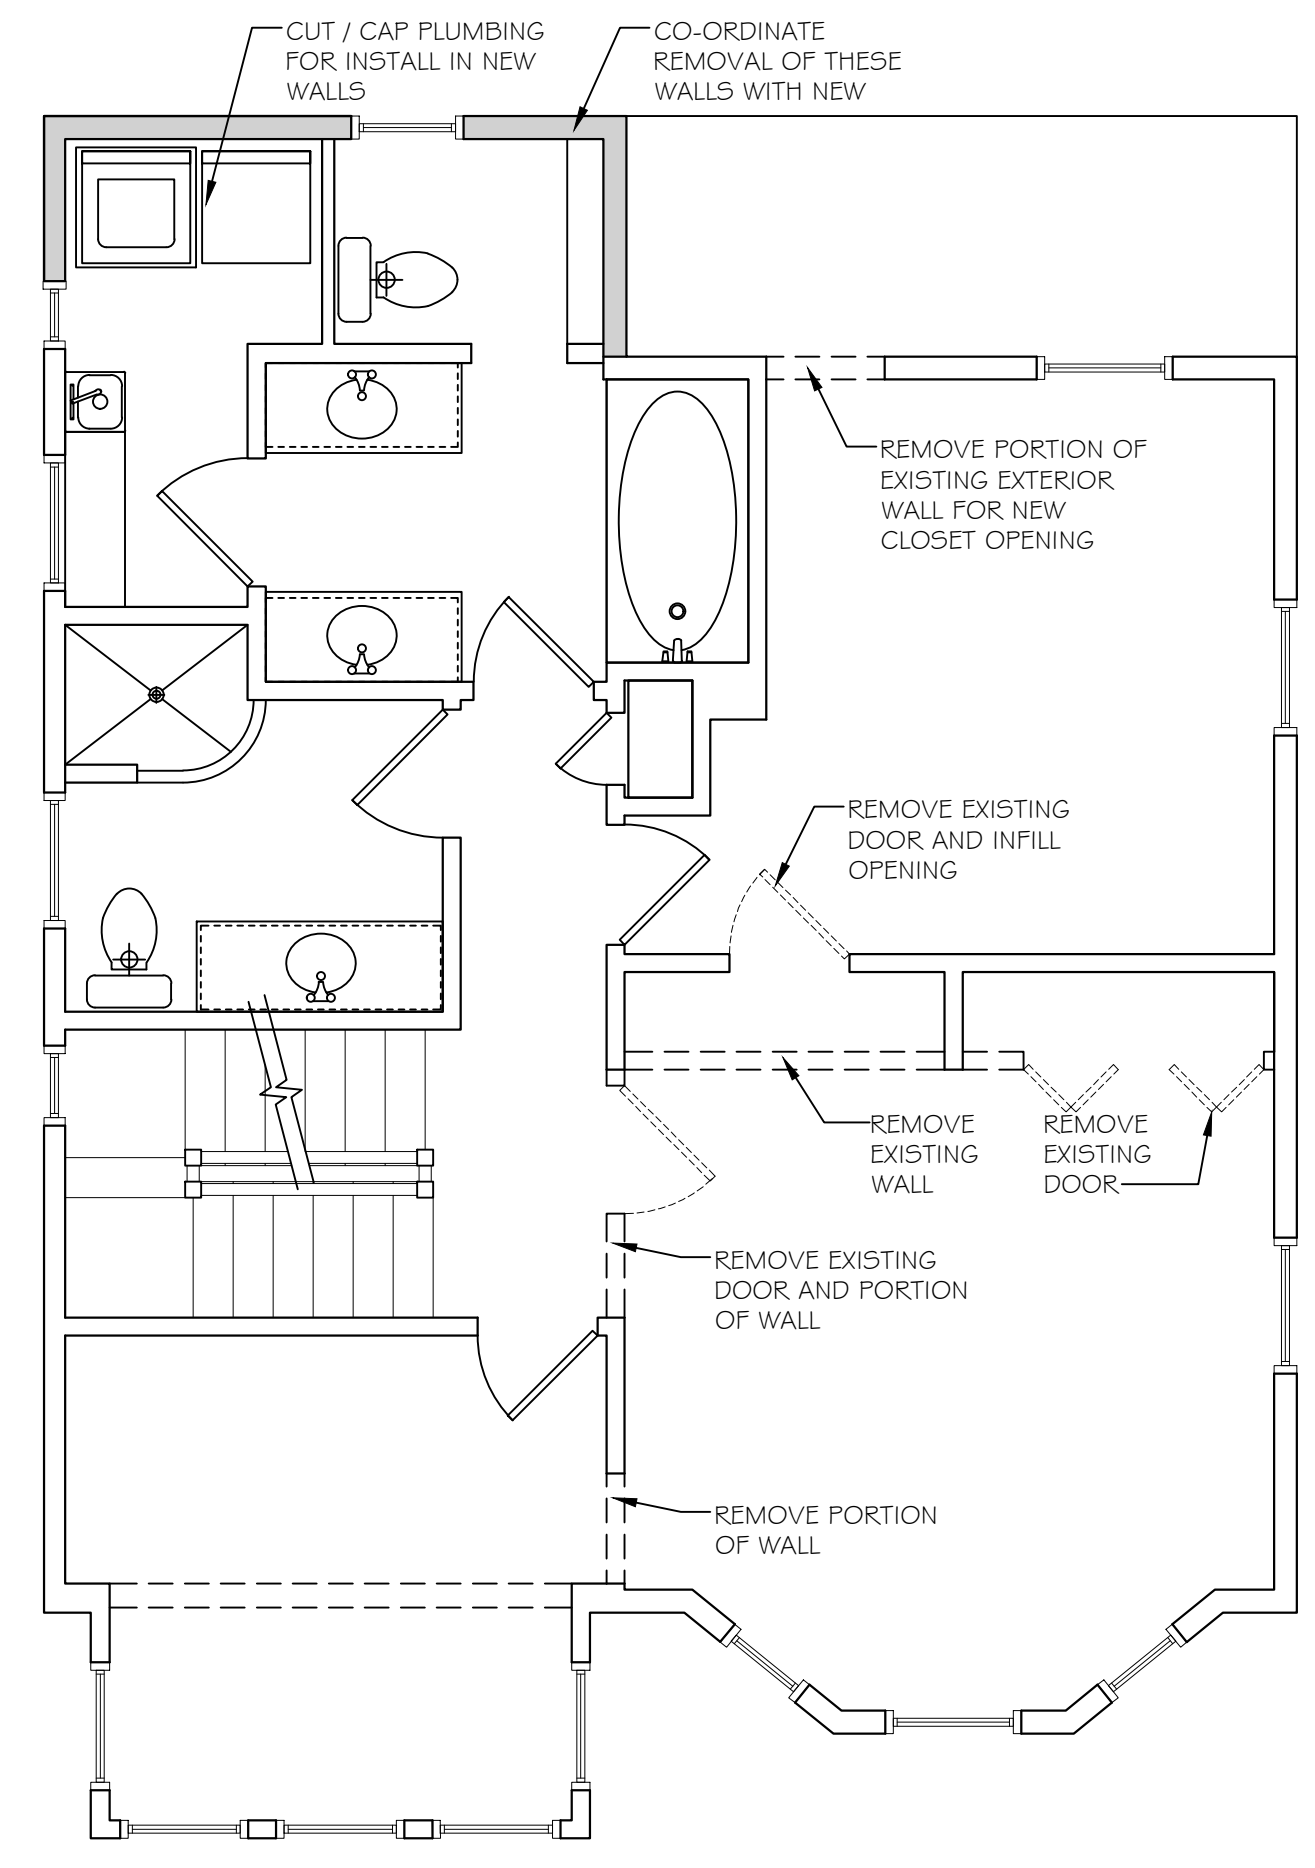 CUT / CAP PLUMBING
FOR INSTALL IN NEW
WALLS
CO-ORDINATE
REMOVAL OF THESE
WALLS WITH NEW
REMOVE PORTION OF
EXISTING EXTERIOR
WALL FOR NEW
CLOSET OPENING
REMOVE EXISTING
DOOR AND INFILL
OPENING
REMOVE
EXISTING
WALL
REMOVE
EXISTING
DOOR
REMOVE EXISTING
DOOR AND PORTION
OF WALL
REMOVE PORTION
OF WALL